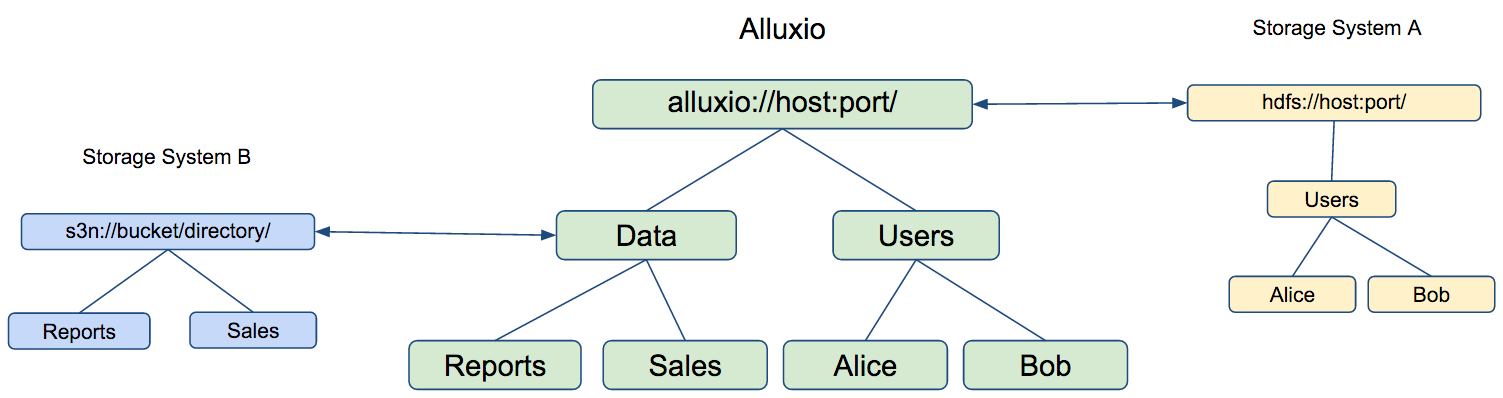 Alluxio
Storage System A
alluxio://host:port/
hdfs://host:port/
Storage System B
Users
s3n://bucket/directory/
Data
Users
Alice
Bob
Reports
Sales
Reports
Sales
Alice
Bob